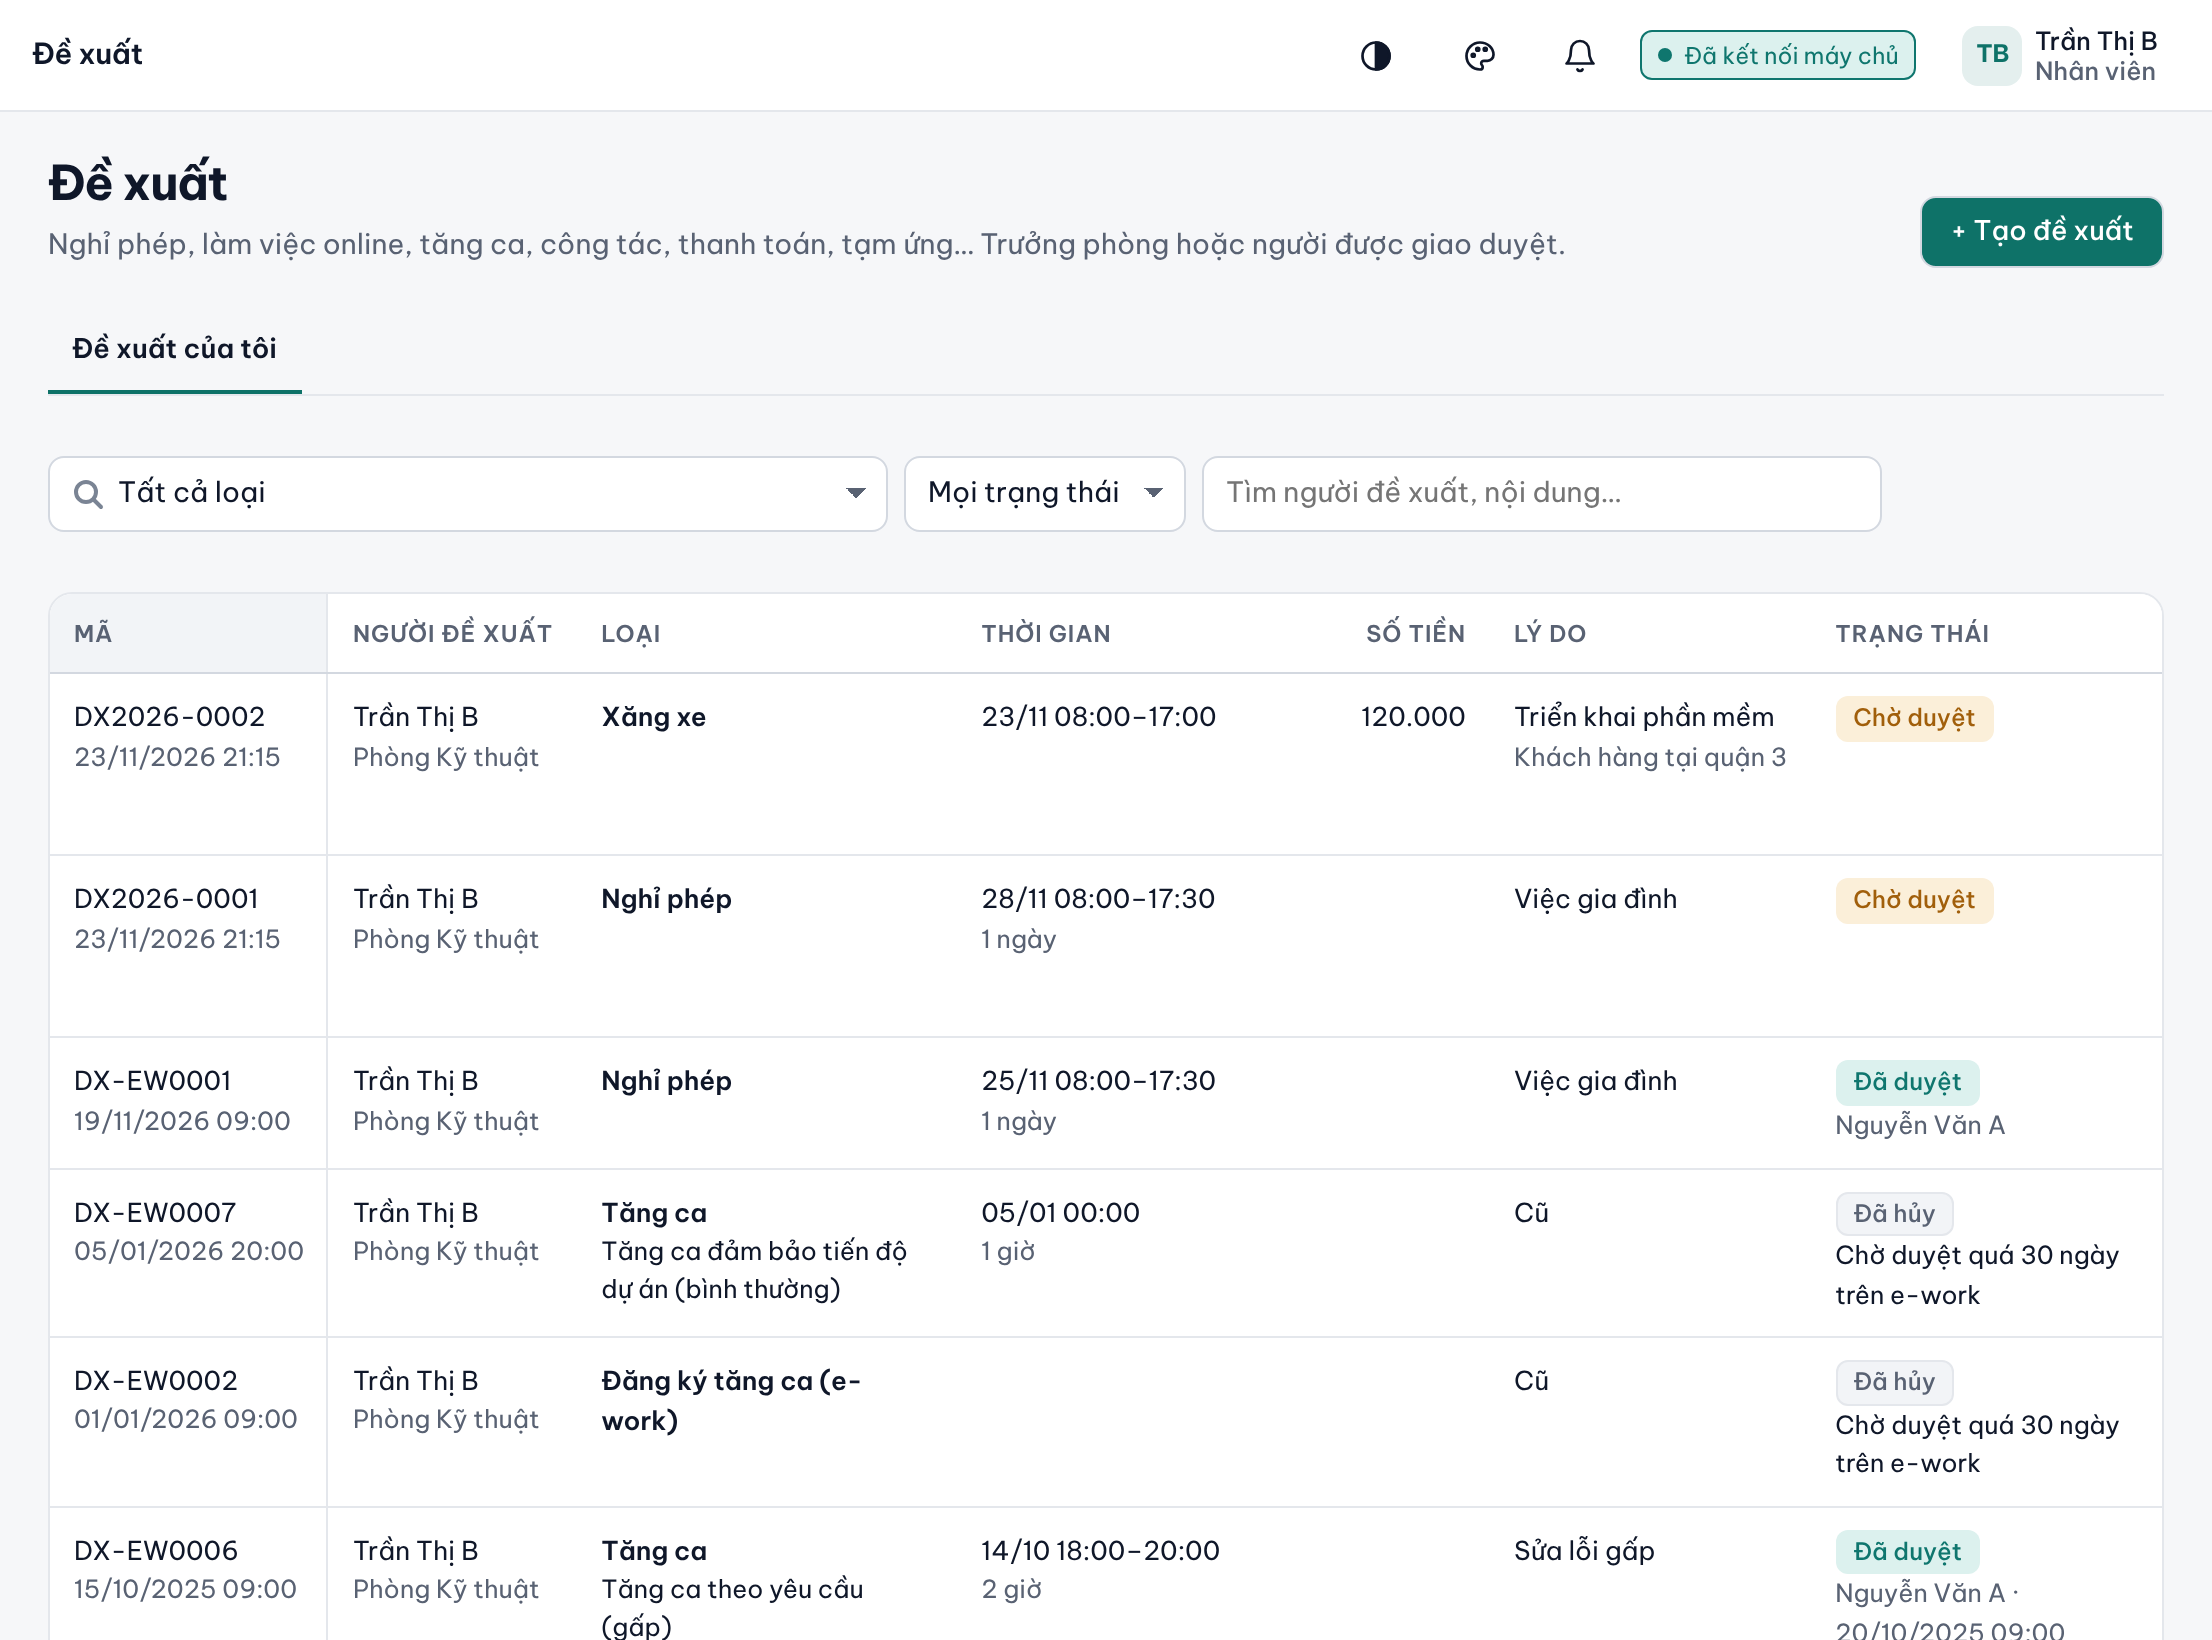 Đề xuất
Đã kết nối máy chủ
TB
Trần Thị B
Nhân viên
Đề xuất
Nghỉ phép, làm việc online, tăng ca, công tác, thanh toán, tạm ứng... Trưởng phòng hoặc người được giao duyệt.
+ Tạo đề xuất
Đề xuất của tôi
Tất cả loại
Mọi trạng thái
Tìm người đề xuất, nội dung...
MÃ NGƯỜI ĐỀ XUẤT LOẠI THỜI GIAN SỐ TIỀN LÝ DO TRẠNG THÁI
DX2026-0002 Trần Thị B Xăng xe 23/11 08:00–17:00 120.000 Triển khai phần mềm Chờ duyệt
23/11/2026 21:15 Phòng Kỹ thuật Khách hàng tại quận 3
DX2026-0001 Trần Thị B Nghỉ phép 28/11 08:00–17:30 Việc gia đình Chờ duyệt
23/11/2026 21:15 Phòng Kỹ thuật 1 ngày
DX-EW0001 Trần Thị B Nghỉ phép 25/11 08:00–17:30 Việc gia đình Đã duyệt
19/11/2026 09:00 Phòng Kỹ thuật 1 ngày Nguyễn Văn A
DX-EW0007 Trần Thị B Tăng ca 05/01 00:00 Cũ Đã hủy
05/01/2026 20:00 Phòng Kỹ thuật Tăng ca đảm bảo tiến độ 1 giờ Chờ duyệt quá 30 ngày
dự án (bình thường) trên e-work
DX-EW0002 Trần Thị B Đăng ký tăng ca (e- Cũ Đã hủy
01/01/2026 09:00 Phòng Kỹ thuật work) Chờ duyệt quá 30 ngày
trên e-work
DX-EW0006 Trần Thị B Tăng ca 14/10 18:00–20:00 Sửa lỗi gấp Đã duyệt
15/10/2025 09:00 Phòng Kỹ thuật Tăng ca theo yêu cầu 2 giờ Nguyễn Văn A ·
(gấp) 20/10/2025 09:00